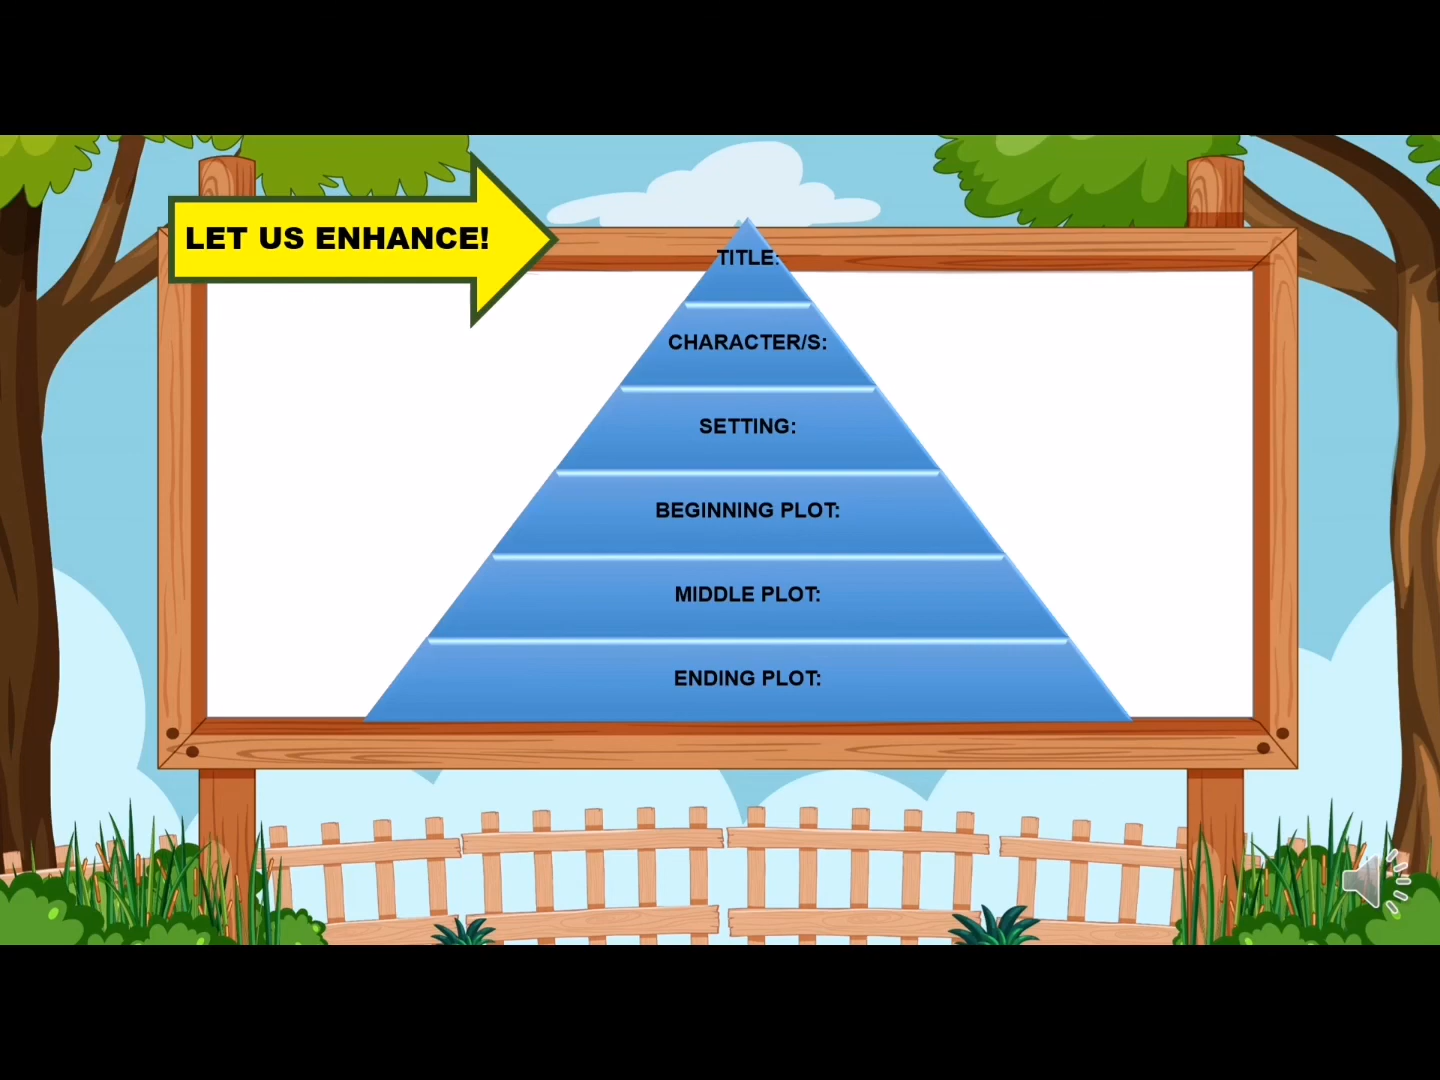 LET US ENHANCE!
TITLE:
CHARACTER/S:
SETTING:
BEGINNING PLOT:
MIDDLE PLOT:
ENDING PLOT: